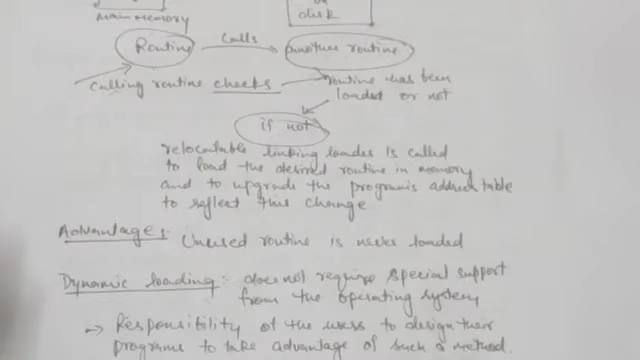 Main memory
on
disk
Routine calls another routine
calling routine checks routine has been
loaded or not
if not
relocatable linking loader is called
to load the desired routine in memory
and to upgrade the program's address table
to reflect this change
Advantage: Unused routine is never loaded
Dynamic loading: does not require special support
from the operating system
→ Responsibility of the users to design their
programs to take advantage of such a method.